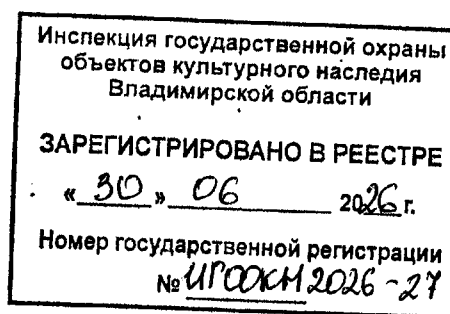 Инспекция государственной охраны
объектов культурного наследия
Владимирской области
ЗАРЕГИСТРИРОВАНО В РЕЕСТРЕ
« 30 » 06 2026 г.
Номер государственной регистрации
№ ИГООКН 2026 - 27